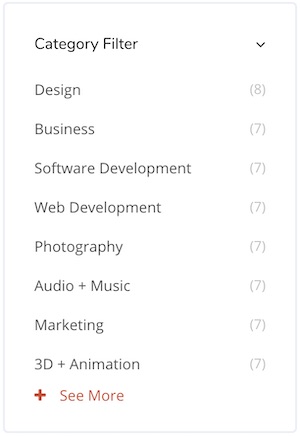 Category Filter
Design (8)
Business (7)
Software Development (7)
Web Development (7)
Photography (7)
Audio + Music (7)
Marketing (7)
3D + Animation (7)
+ See More